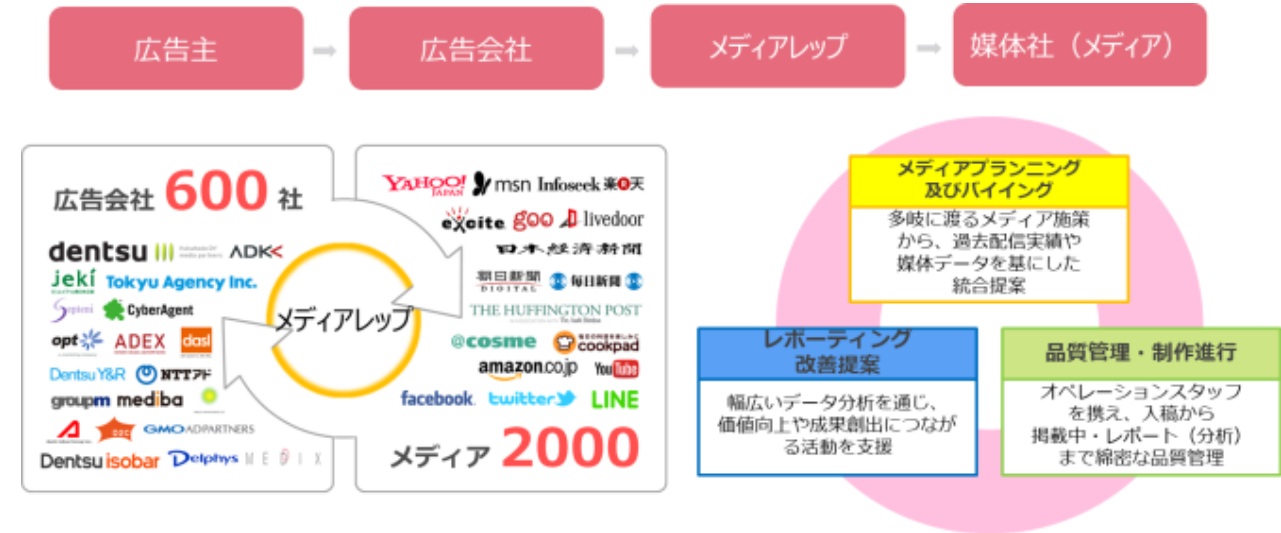 広告主
広告会社
メディアレップ
媒体社（メディア）
広告会社 600 社
dentsu
ADK
jeki Tokyu Agency Inc.
Septeni CyberAgent
opt ADEX dasl
Dentsu Y&R NTTアド
groupm mediba
D2C GMO ADPARTNERS
Dentsu isobar Delphys MEDIX
メディアレップ
YAHOO! JAPAN msn Infoseek 楽天
excite goo livedoor
日本経済新聞
朝日新聞 DIGITAL 毎日新聞
THE HUFFINGTON POST
@cosme cookpad
amazon.co.jp YouTube
facebook twitter LINE
メディア 2000
メディアプランニング
及びバイイング
多岐に渡るメディア施策
から、過去配信実績や
媒体データを基にした
統合提案
レポーティング
改善提案
幅広いデータ分析を通じ、
価値向上や成果創出につなが
る活動を支援
品質管理・制作進行
オペレーションスタッフ
を携え、入稿から
掲載中・レポート（分析）
まで綿密な品質管理